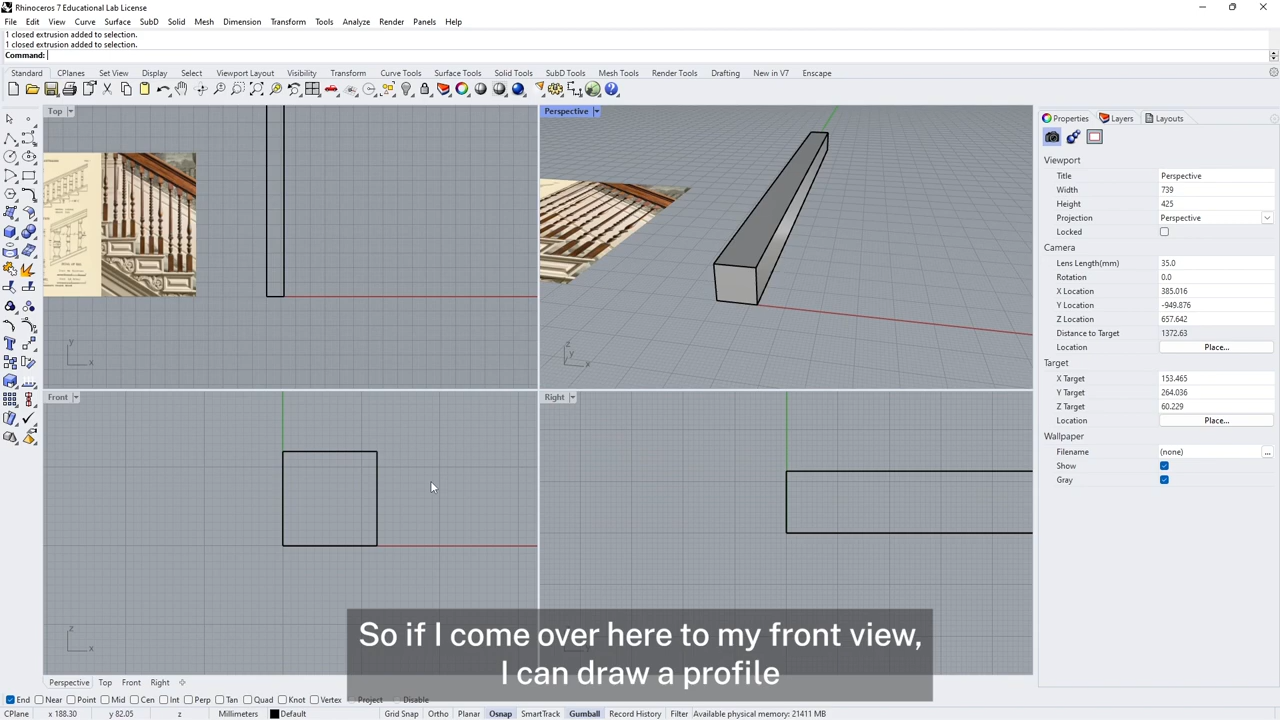 Rhinoceros 7 Educational Lab License
File Edit View Curve Surface SubD Solid Mesh Dimension Transform Tools Analyze Render Panels Help
1 closed extrusion added to selection.
1 closed extrusion added to selection.
Command:
Standard CPlanes Set View Display Select Viewport Layout Visibility Transform Curve Tools Surface Tools Solid Tools SubD Tools Mesh Tools Render Tools Drafting New in V7 Enscape
Top
Perspective
Properties Layers Layouts
Viewport
Title Perspective
Width 739
Height 425
Projection Perspective
Locked
Camera
Lens Length(mm) 35.0
Rotation 0.0
X Location 385.016
Y Location -949.876
Z Location 657.642
Distance to Target 1372.63
Location Place...
Target
X Target 153.465
Y Target 264.036
Z Target 60.229
Location Place...
Wallpaper
Filename (none) ...
Show
Gray
y
x
z
y
x
Front
Right
z
x
z
So if I come over here to my front view,
I can draw a profile
Perspective Top Front Right
End Near Point Mid Cen Int Perp Tan Quad Knot Vertex Project Disable
CPlane x 188.30 y 82.05 z Millimeters Default Grid Snap Ortho Planar Osnap SmartTrack Gumball Record History Filter Available physical memory: 21411 MB